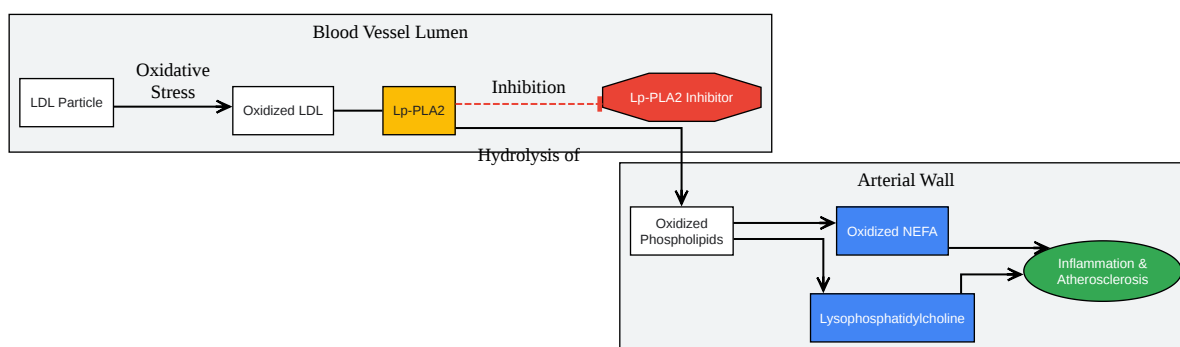 Blood Vessel Lumen
LDL Particle
Oxidative
Stress
Oxidized LDL
Lp-PLA2
Inhibition
Lp-PLA2 Inhibitor
Hydrolysis of
Arterial Wall
Oxidized
Phospholipids
Oxidized NEFA
Lysophosphatidylcholine
Inflammation &
Atherosclerosis